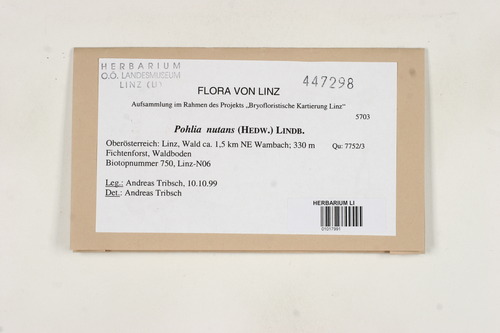 HERBARIUM
O.Ö. LANDESMUSEUM
LINZ (U)
447298
FLORA VON LINZ
Aufsammlung im Rahmen des Projekts „Bryofloristische Kartierung Linz“
5703
Pohlia nutans (HEDW.) LINDB.
Oberösterreich: Linz, Wald ca. 1,5 km NE Wambach; 330 m Qu: 7752/3
Fichtenforst, Waldboden
Biotopnummer 750, Linz-N06
Leg.: Andreas Tribsch, 10.10.99
Det.: Andreas Tribsch
HERBARIUM LI
01017991